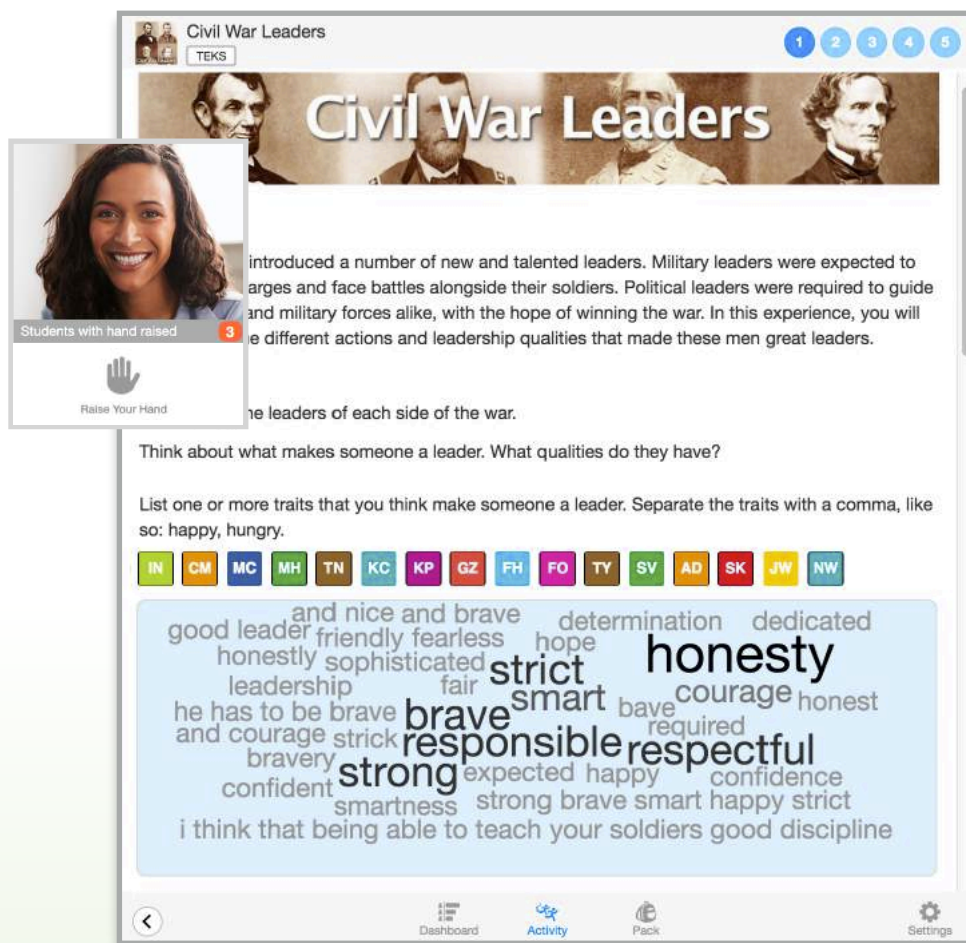 Civil War Leaders
TEKS
1 2 3 4 5
Civil War Leaders
introduced a number of new and talented leaders. Military leaders were expected to
arges and face battles alongside their soldiers. Political leaders were required to guide
and military forces alike, with the hope of winning the war. In this experience, you will
e different actions and leadership qualities that made these men great leaders.
Students with hand raised 3
Raise Your Hand
ne leaders of each side of the war.
Think about what makes someone a leader. What qualities do they have?
List one or more traits that you think make someone a leader. Separate the traits with a comma, like
so: happy, hungry.
IN CM MC MH TN KC KP GZ FH FO TY SV AD SK JW NW
and nice and brave determination dedicated
good leader friendly fearless hope honesty
honestly sophisticated strict
leadership fair smart courage honest
he has to be brave brave bave required
and courage strick responsible respectful
bravery strong expected happy confidence
confident smartness strong brave smart happy strict
i think that being able to teach your soldiers good discipline
Dashboard Activity Pack Settings